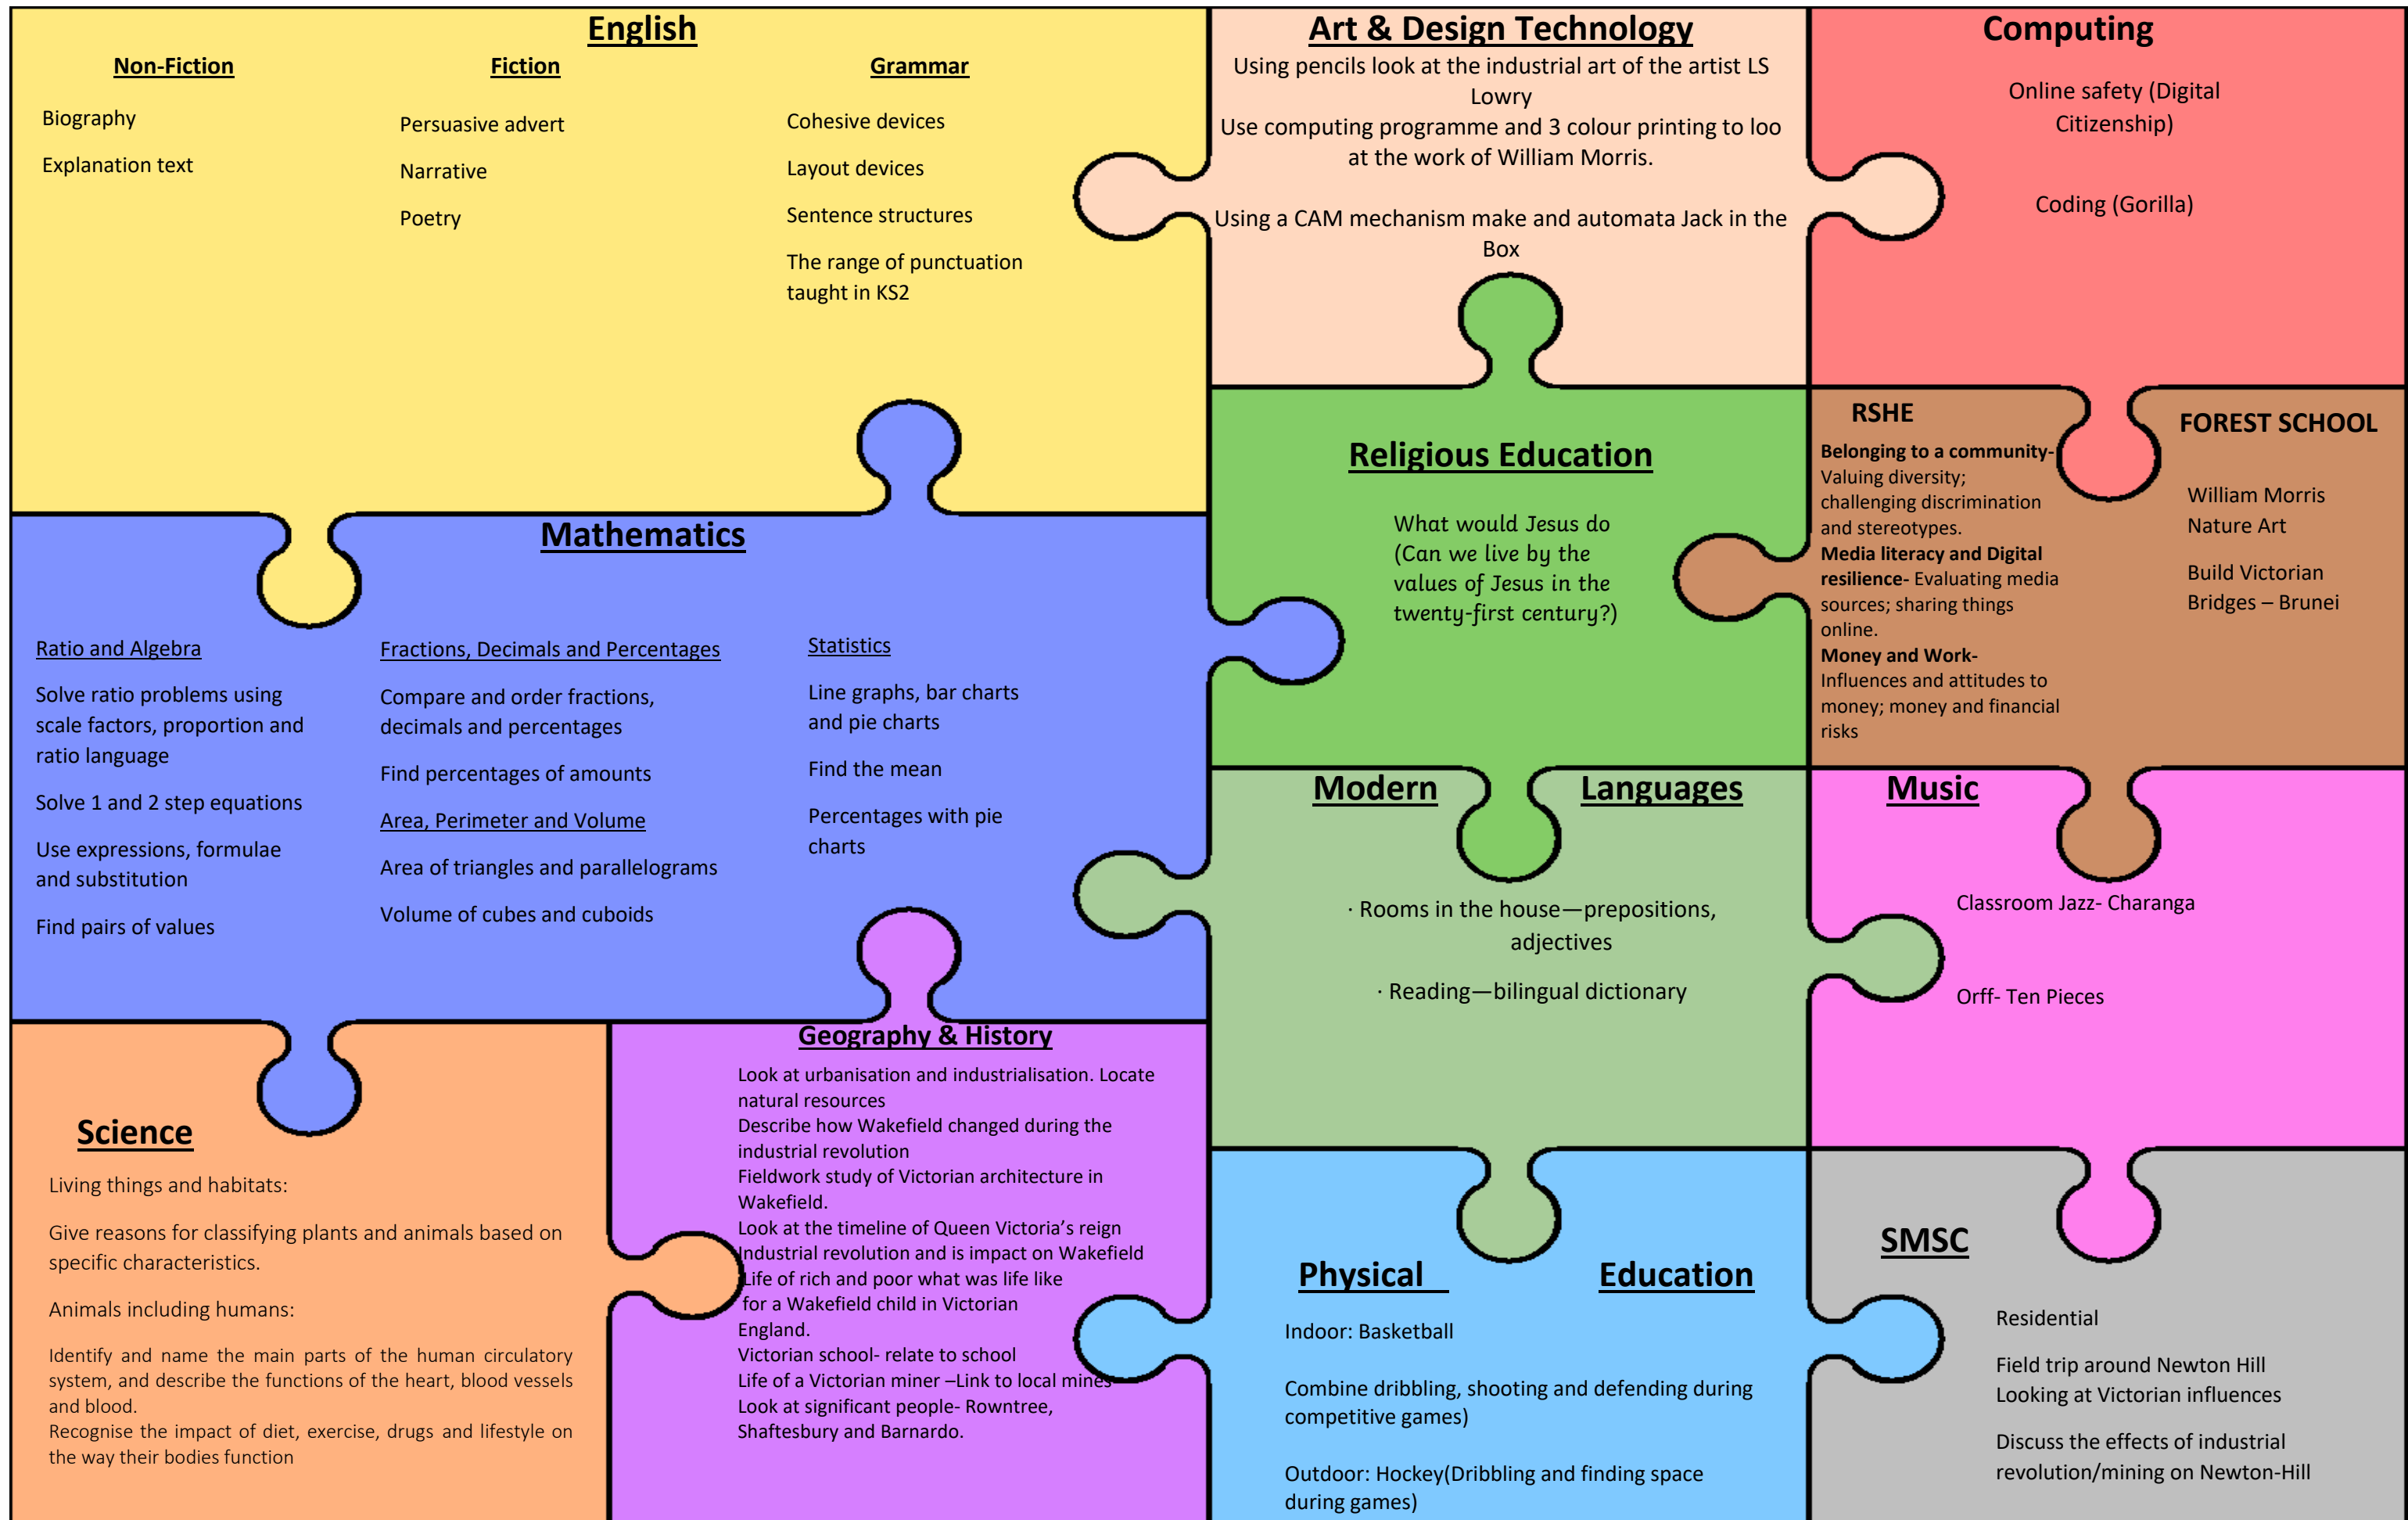 English
Non-Fiction
Biography
Explanation text
Fiction
Persuasive advert
Narrative
Poetry
Grammar
Cohesive devices
Layout devices
Sentence structures
The range of punctuation
taught in KS2
Art & Design Technology
Using pencils look at the industrial art of the artist LS
Lowry
Use computing programme and 3 colour printing to loo
at the work of William Morris.
Using a CAM mechanism make and automata Jack in the
Box
Computing
Online safety (Digital
Citizenship)
Coding (Gorilla)
Mathematics
Ratio and Algebra
Solve ratio problems using
scale factors, proportion and
ratio language
Solve 1 and 2 step equations
Use expressions, formulae
and substitution
Find pairs of values
Fractions, Decimals and Percentages
Compare and order fractions,
decimals and percentages
Find percentages of amounts
Area, Perimeter and Volume
Area of triangles and parallelograms
Volume of cubes and cuboids
Statistics
Line graphs, bar charts
and pie charts
Find the mean
Percentages with pie
charts
Religious Education
What would Jesus do
(Can we live by the
values of Jesus in the
twenty-first century?)
RSHE
Belonging to a community-
Valuing diversity;
challenging discrimination
and stereotypes.
Media literacy and Digital
resilience- Evaluating media
sources; sharing things
online.
Money and Work-
Influences and attitudes to
money; money and financial
risks
FOREST SCHOOL
William Morris
Nature Art
Build Victorian
Bridges – Brunei
Modern Languages
· Rooms in the house—prepositions,
adjectives
· Reading—bilingual dictionary
Music
Classroom Jazz- Charanga
Orff- Ten Pieces
Science
Living things and habitats:
Give reasons for classifying plants and animals based on
specific characteristics.
Animals including humans:
Identify and name the main parts of the human circulatory
system, and describe the functions of the heart, blood vessels
and blood.
Recognise the impact of diet, exercise, drugs and lifestyle on
the way their bodies function
Geography & History
Look at urbanisation and industrialisation. Locate
natural resources
Describe how Wakefield changed during the
industrial revolution
Fieldwork study of Victorian architecture in
Wakefield.
Look at the timeline of Queen Victoria’s reign
Industrial revolution and is impact on Wakefield
Life of rich and poor what was life like
for a Wakefield child in Victorian
England.
Victorian school- relate to school
Life of a Victorian miner –Link to local mines
Look at significant people- Rowntree,
Shaftesbury and Barnardo.
Physical Education
Indoor: Basketball
Combine dribbling, shooting and defending during
competitive games)
Outdoor: Hockey(Dribbling and finding space
during games)
SMSC
Residential
Field trip around Newton Hill
Looking at Victorian influences
Discuss the effects of industrial
revolution/mining on Newton-Hill